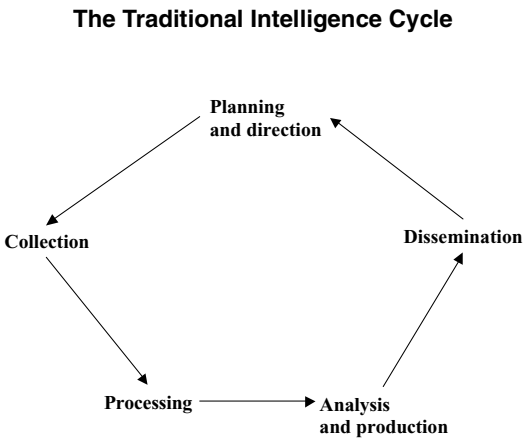 The Traditional Intelligence Cycle
Planning
and direction
Collection
Dissemination
Processing
Analysis
and production